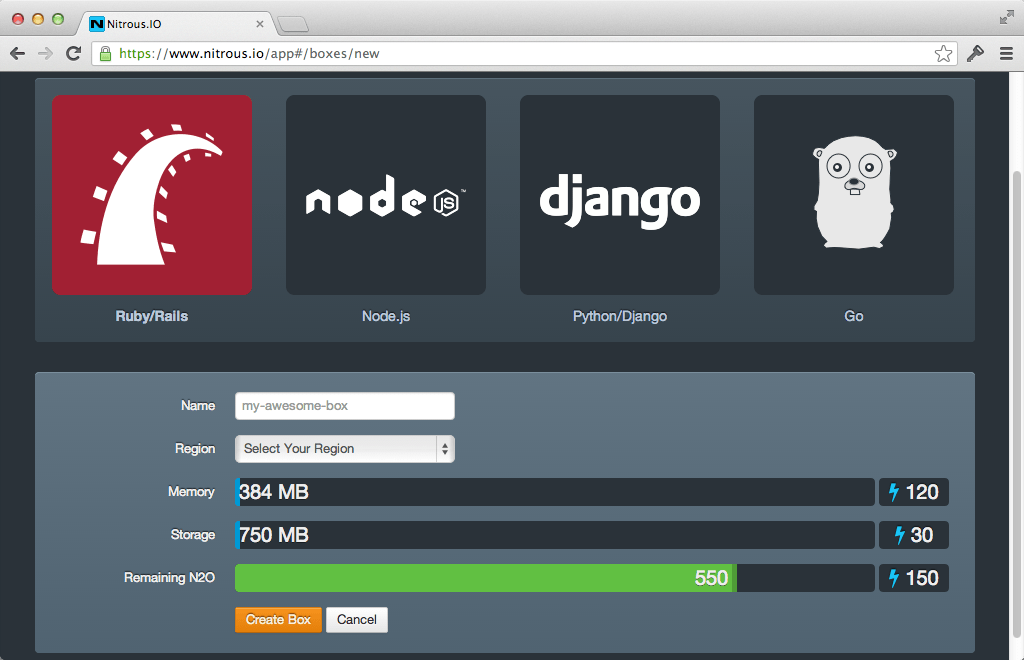 Nitrous.IO
https://www.nitrous.io/app#/boxes/new
node JS ™
django
Ruby/Rails
Node.js
Python/Django
Go
Name my-awesome-box
Region Select Your Region
Memory 384 MB 120
Storage 750 MB 30
Remaining N2O 550 150
Create Box Cancel